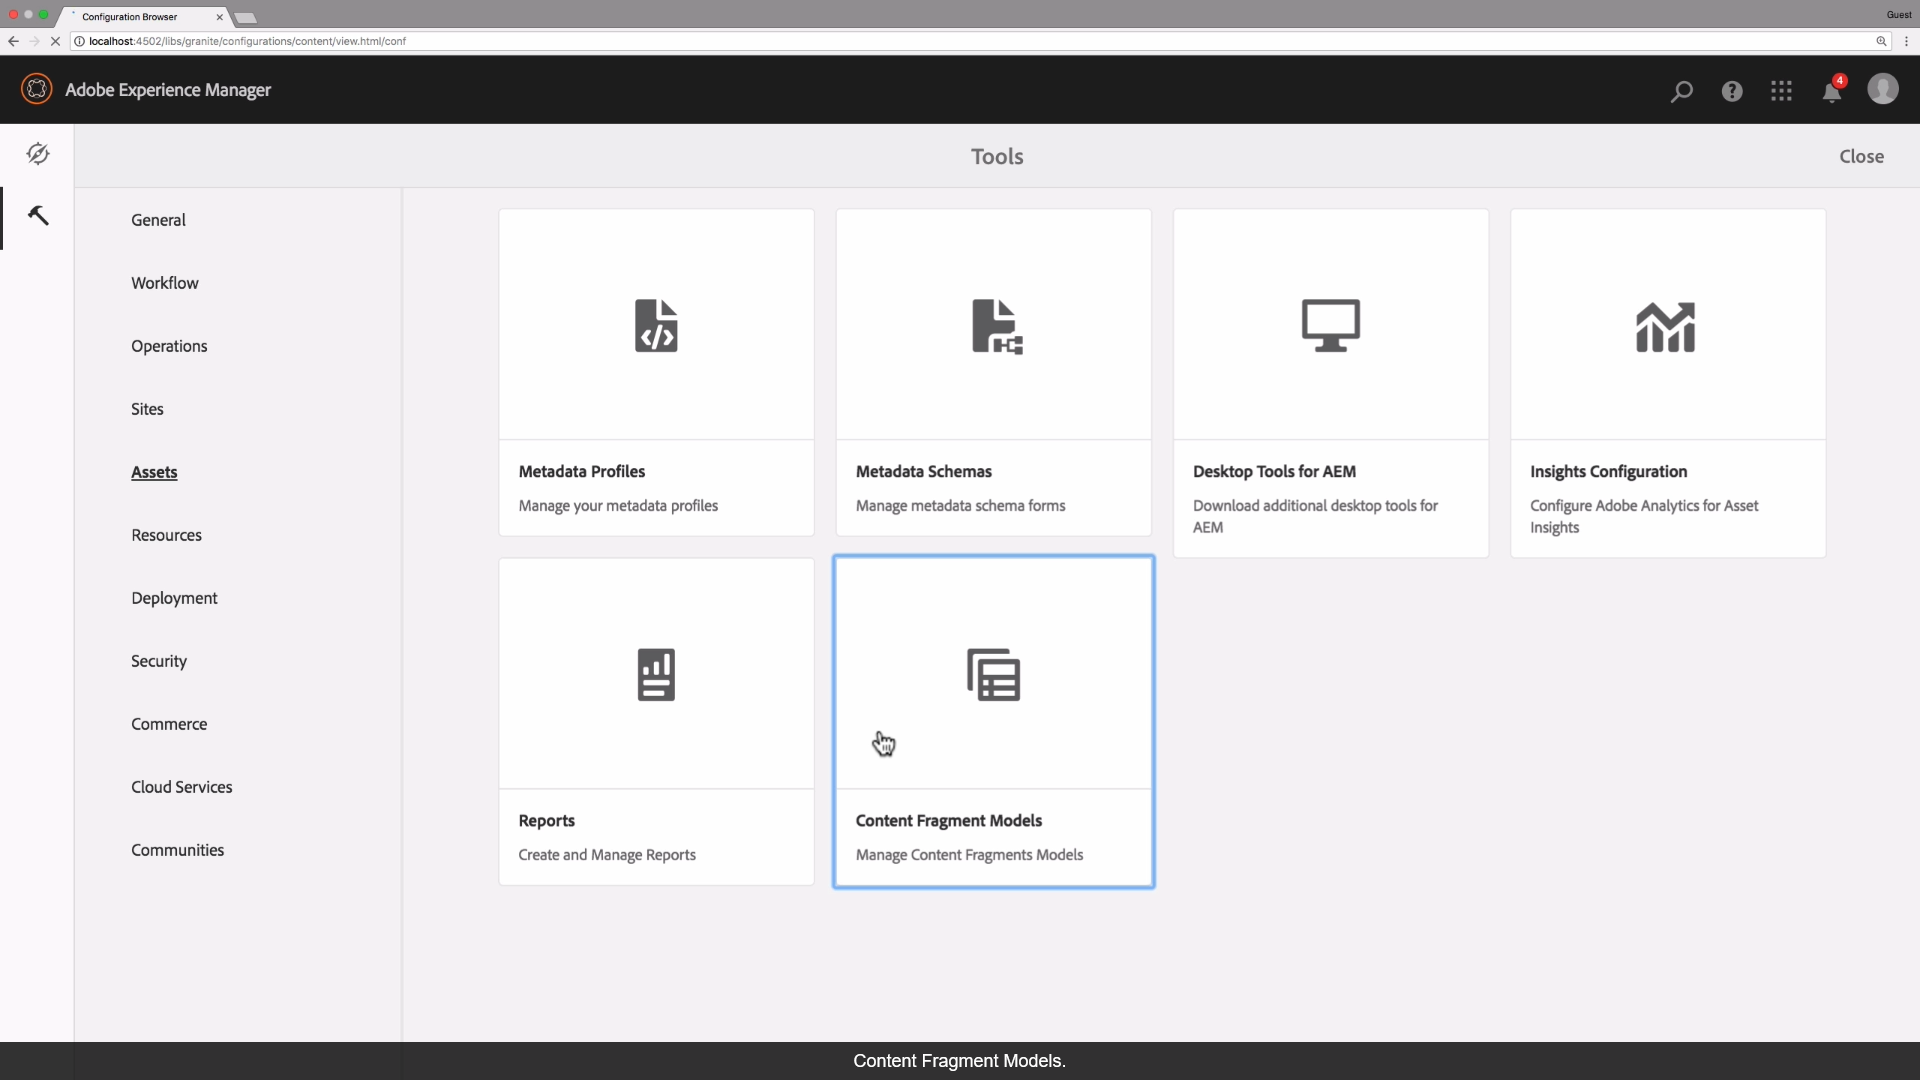 Configuration Browser
Guest
localhost:4502/libs/granite/configurations/content/view.html/conf
Adobe Experience Manager
4
Tools
Close
General
Workflow
Operations
Sites
Assets
Resources
Deployment
Security
Commerce
Cloud Services
Communities
Metadata Profiles
Manage your metadata profiles
Metadata Schemas
Manage metadata schema forms
Desktop Tools for AEM
Download additional desktop tools for
AEM
Insights Configuration
Configure Adobe Analytics for Asset
Insights
Reports
Create and Manage Reports
Content Fragment Models
Manage Content Fragments Models
Content Fragment Models.